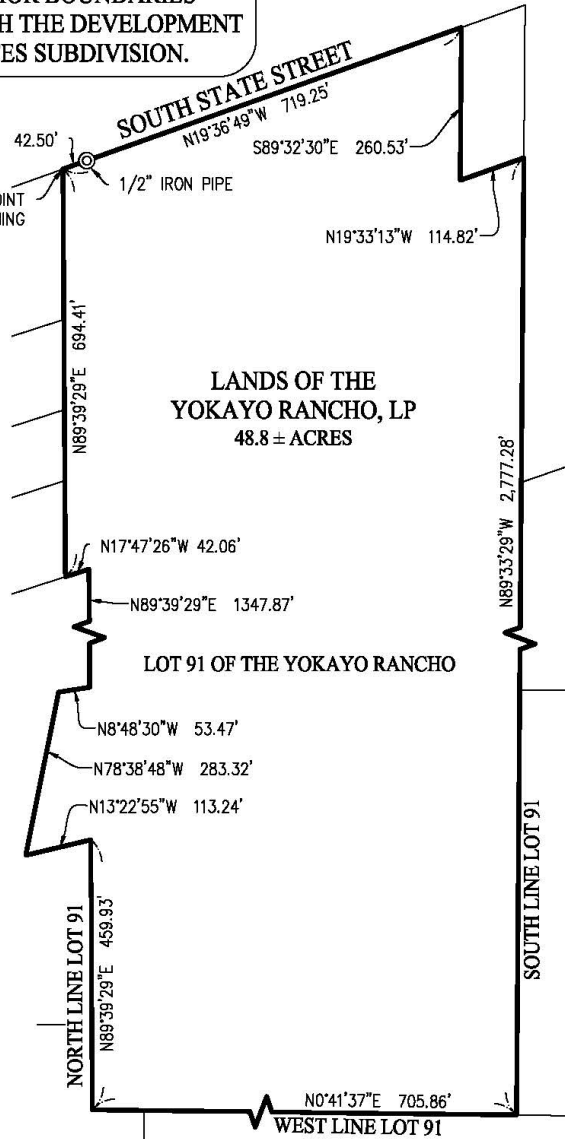 OR BOUNDARIES
H THE DEVELOPMENT
ES SUBDIVISION.
SOUTH STATE STREET
N19°36'49"W 719.25'
42.50'
1/2" IRON PIPE
INT
ING
S89°32'30"E 260.53'
N19°33'13"W 114.82'
N89°39'29"E 694.41'
LANDS OF THE
YOKAYO RANCHO, LP
48.8 ± ACRES
N89°33'29"W 2,777.28'
N17°47'26"W 42.06'
N89°39'29"E 1347.87'
LOT 91 OF THE YOKAYO RANCHO
N8°48'30"W 53.47'
N78°38'48"W 283.32'
N13°22'55"W 113.24'
NORTH LINE LOT 91
N89°39'29"E 459.93'
SOUTH LINE LOT 91
N0°41'37"E 705.86'
WEST LINE LOT 91